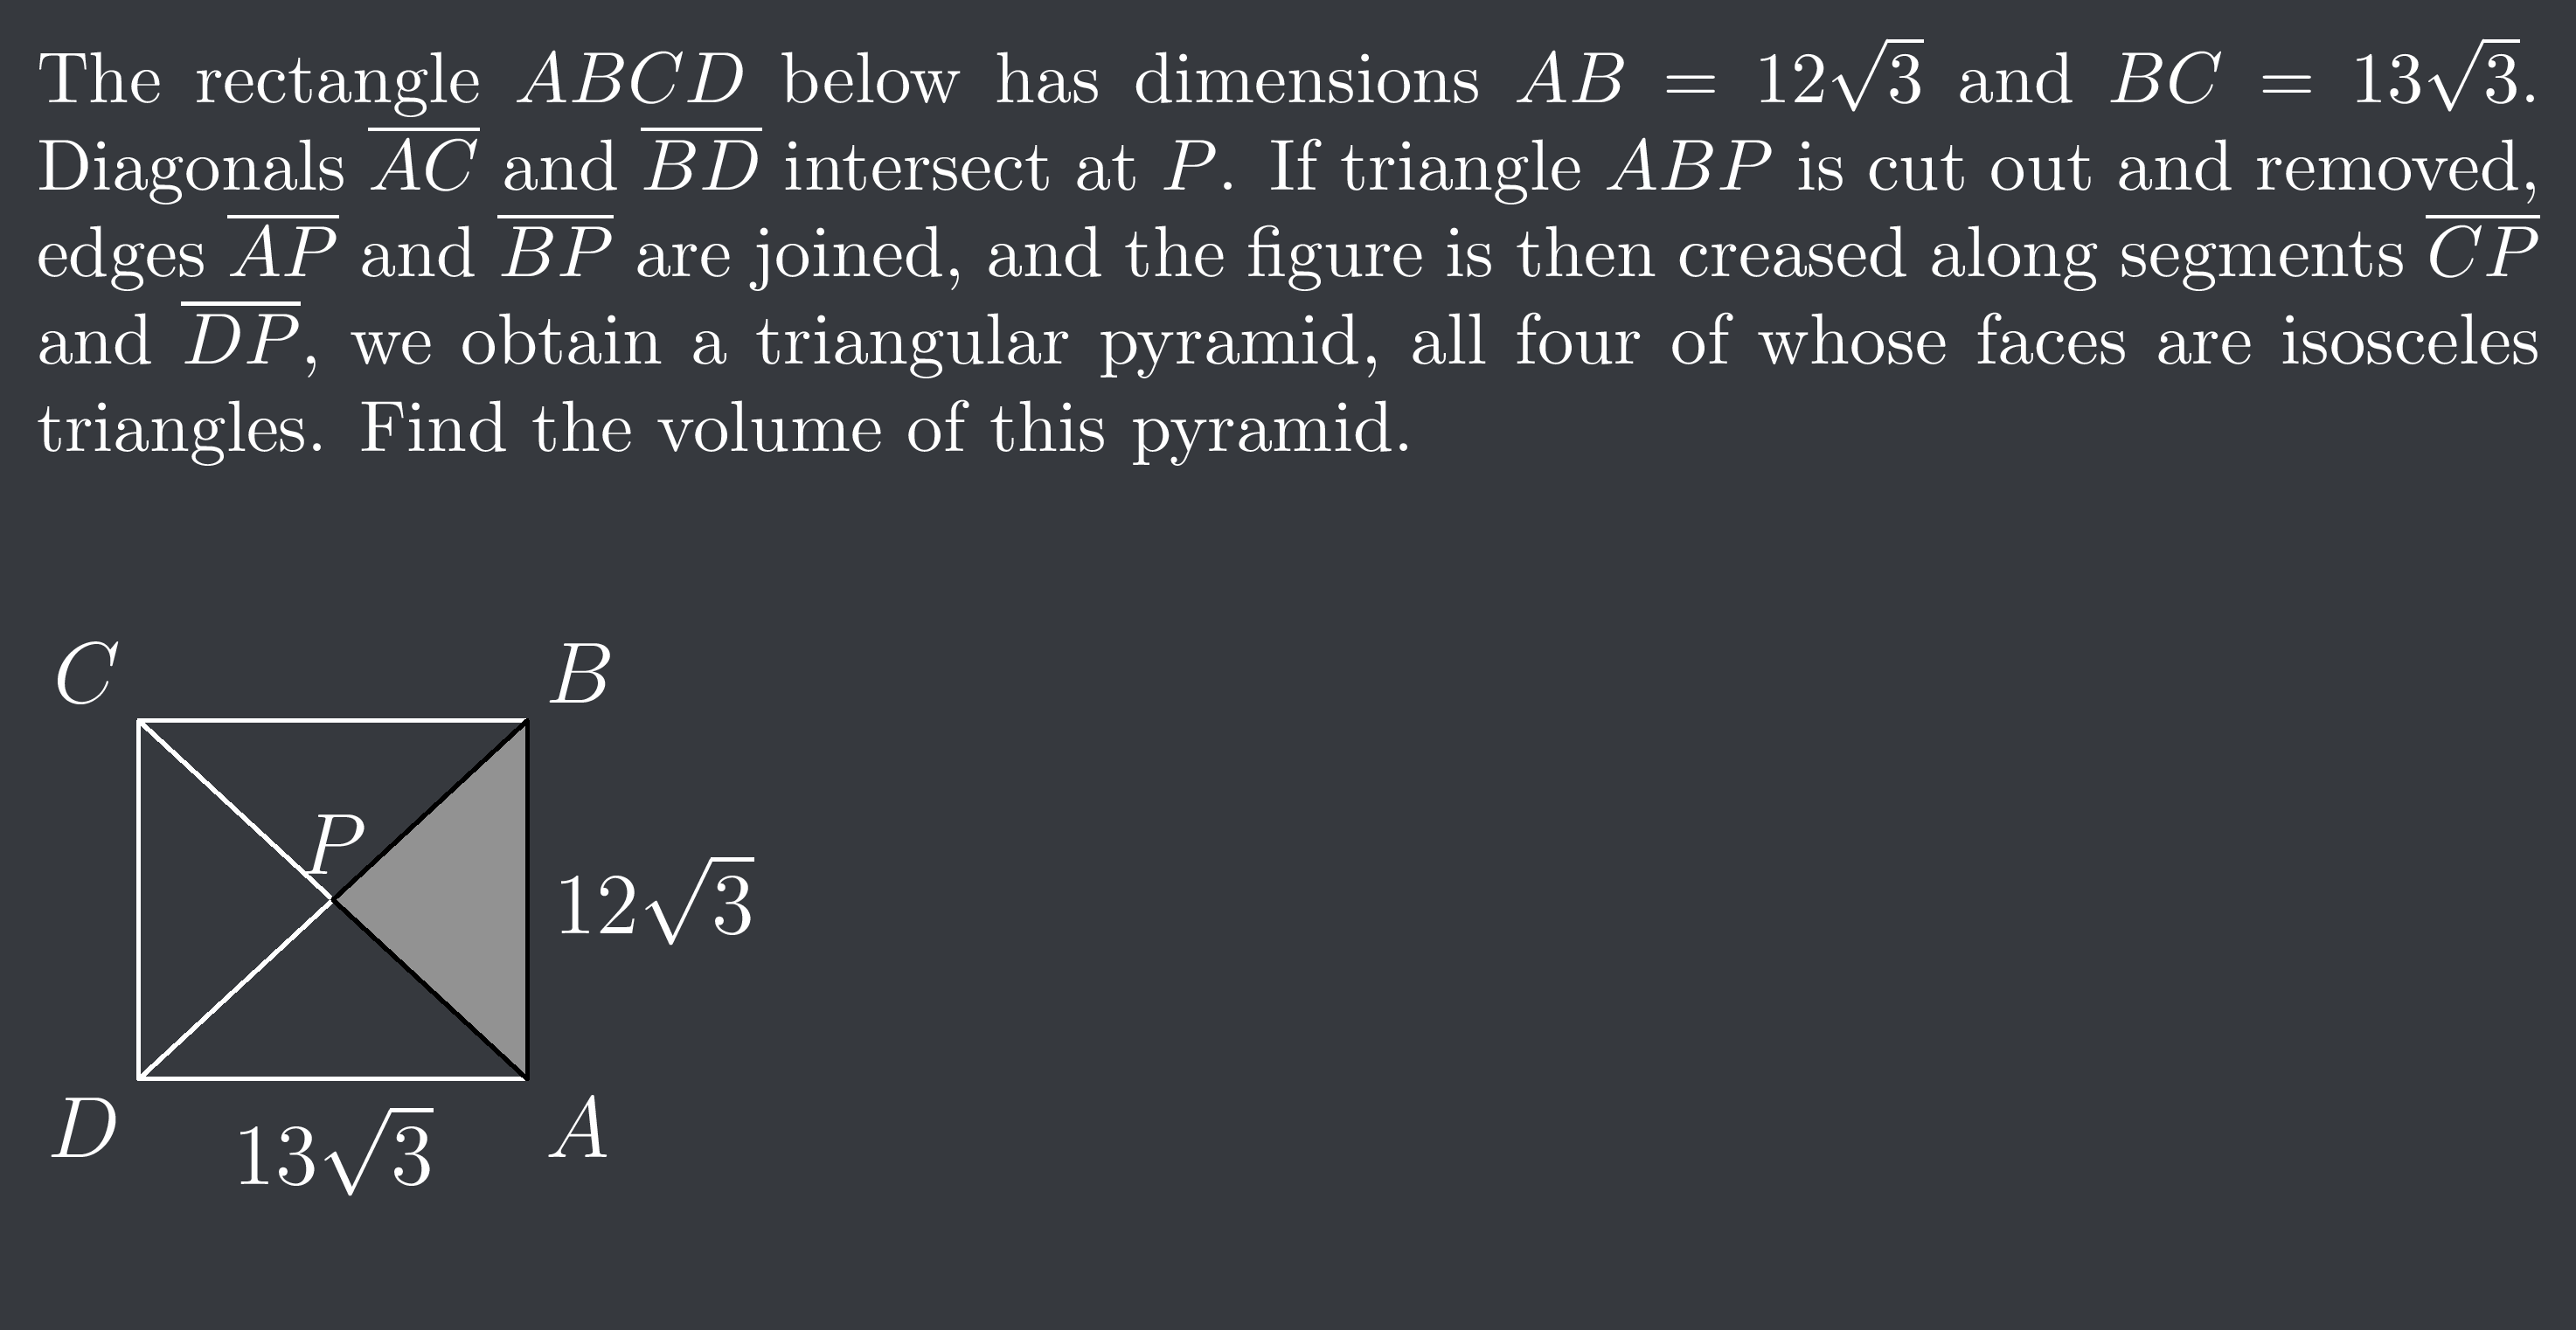 The rectangle $ABCD$ below has dimensions $AB = 12\sqrt{3}$ and $BC = 13\sqrt{3}$.
Diagonals $\overline{AC}$ and $\overline{BD}$ intersect at $P$. If triangle $ABP$ is cut out and removed,
edges $\overline{AP}$ and $\overline{BP}$ are joined, and the figure is then creased along segments $\overline{CP}$
and $\overline{DP}$, we obtain a triangular pyramid, all four of whose faces are isosceles
triangles. Find the volume of this pyramid.
$C$
$B$
$P$
$12\sqrt{3}$
$D$
$13\sqrt{3}$
$A$